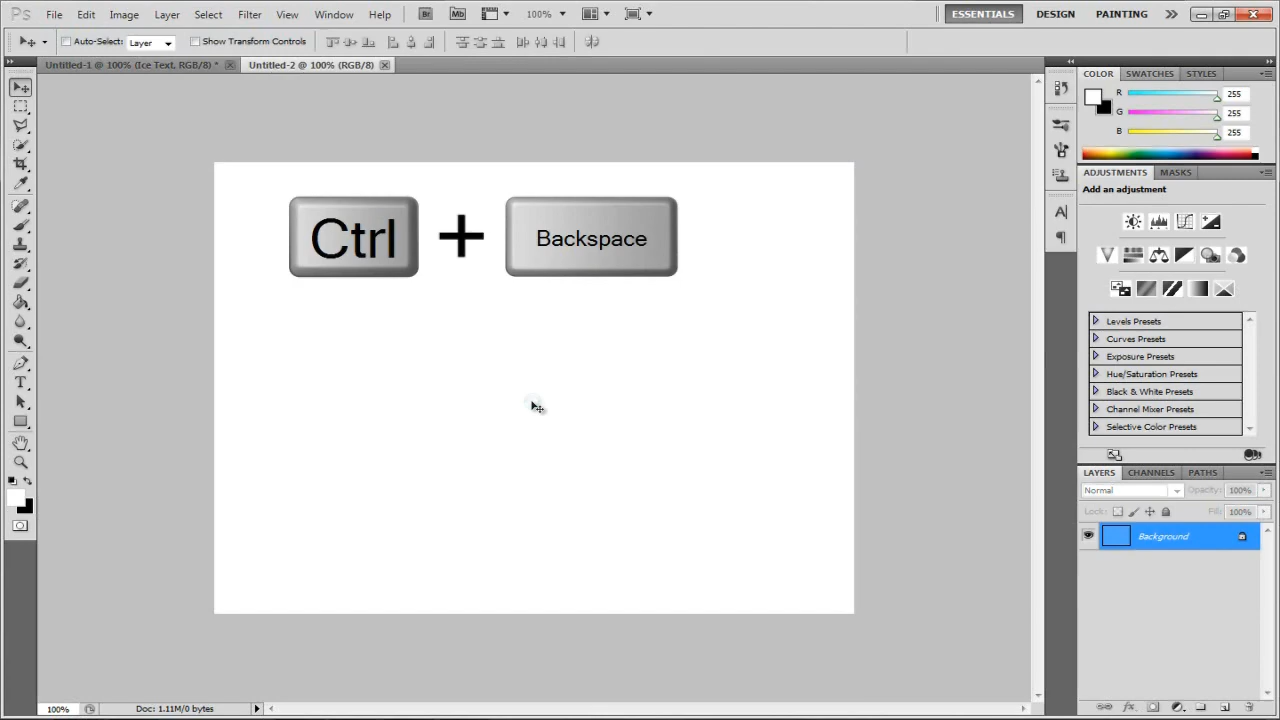 Ps File Edit Image Layer Select Filter View Window Help Br Mb 100% ESSENTIALS DESIGN PAINTING
Auto-Select: Layer Show Transform Controls
Untitled-1 @ 100% (Ice Text, RGB/8) * Untitled-2 @ 100% (RGB/8)
COLOR SWATCHES STYLES
R 255
G 255
B 255
ADJUSTMENTS MASKS
Add an adjustment
Ctrl + Backspace
Levels Presets
Curves Presets
Exposure Presets
Hue/Saturation Presets
Black & White Presets
Channel Mixer Presets
Selective Color Presets
LAYERS CHANNELS PATHS
Normal Opacity: 100%
Lock: Fill: 100%
Background
100% Doc: 1.11M/0 bytes